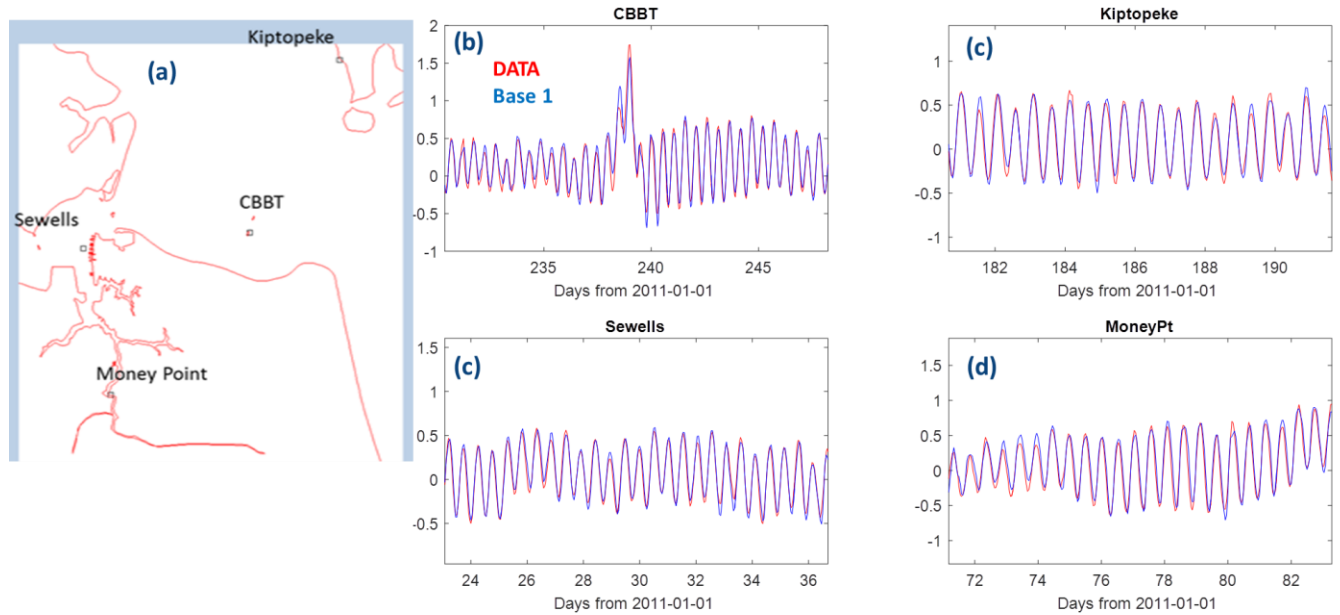 Kiptopeke
(a)
CBBT
Sewells
Money Point
CBBT
(b)
DATA
Base 1
2
1.5
1
0.5
0
-0.5
-1
235 240 245
Days from 2011-01-01
Kiptopeke
(c)
1
0.5
0
-0.5
-1
182 184 186 188 190
Days from 2011-01-01
Sewells
(c)
1.5
1
0.5
0
-0.5
24 26 28 30 32 34 36
Days from 2011-01-01
MoneyPt
(d)
1.5
1
0.5
0
-0.5
-1
72 74 76 78 80 82
Days from 2011-01-01